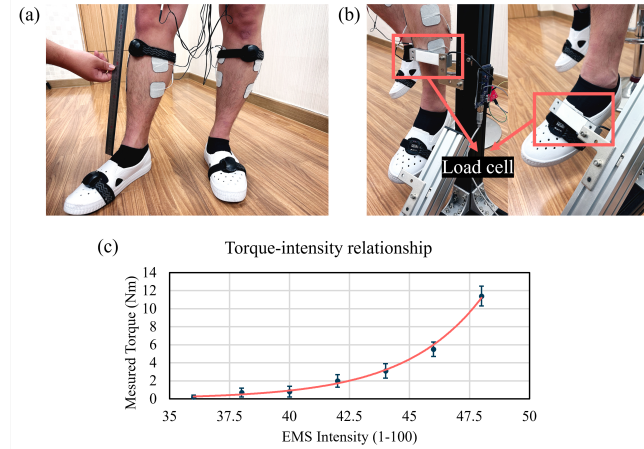 (a)
(b)
Load cell
(c)
Torque-intensity relationship
Mesured Torque (Nm)
14
12
10
8
6
4
2
0
35
37.5
40
42.5
45
47.5
50
EMS Intensity (1-100)